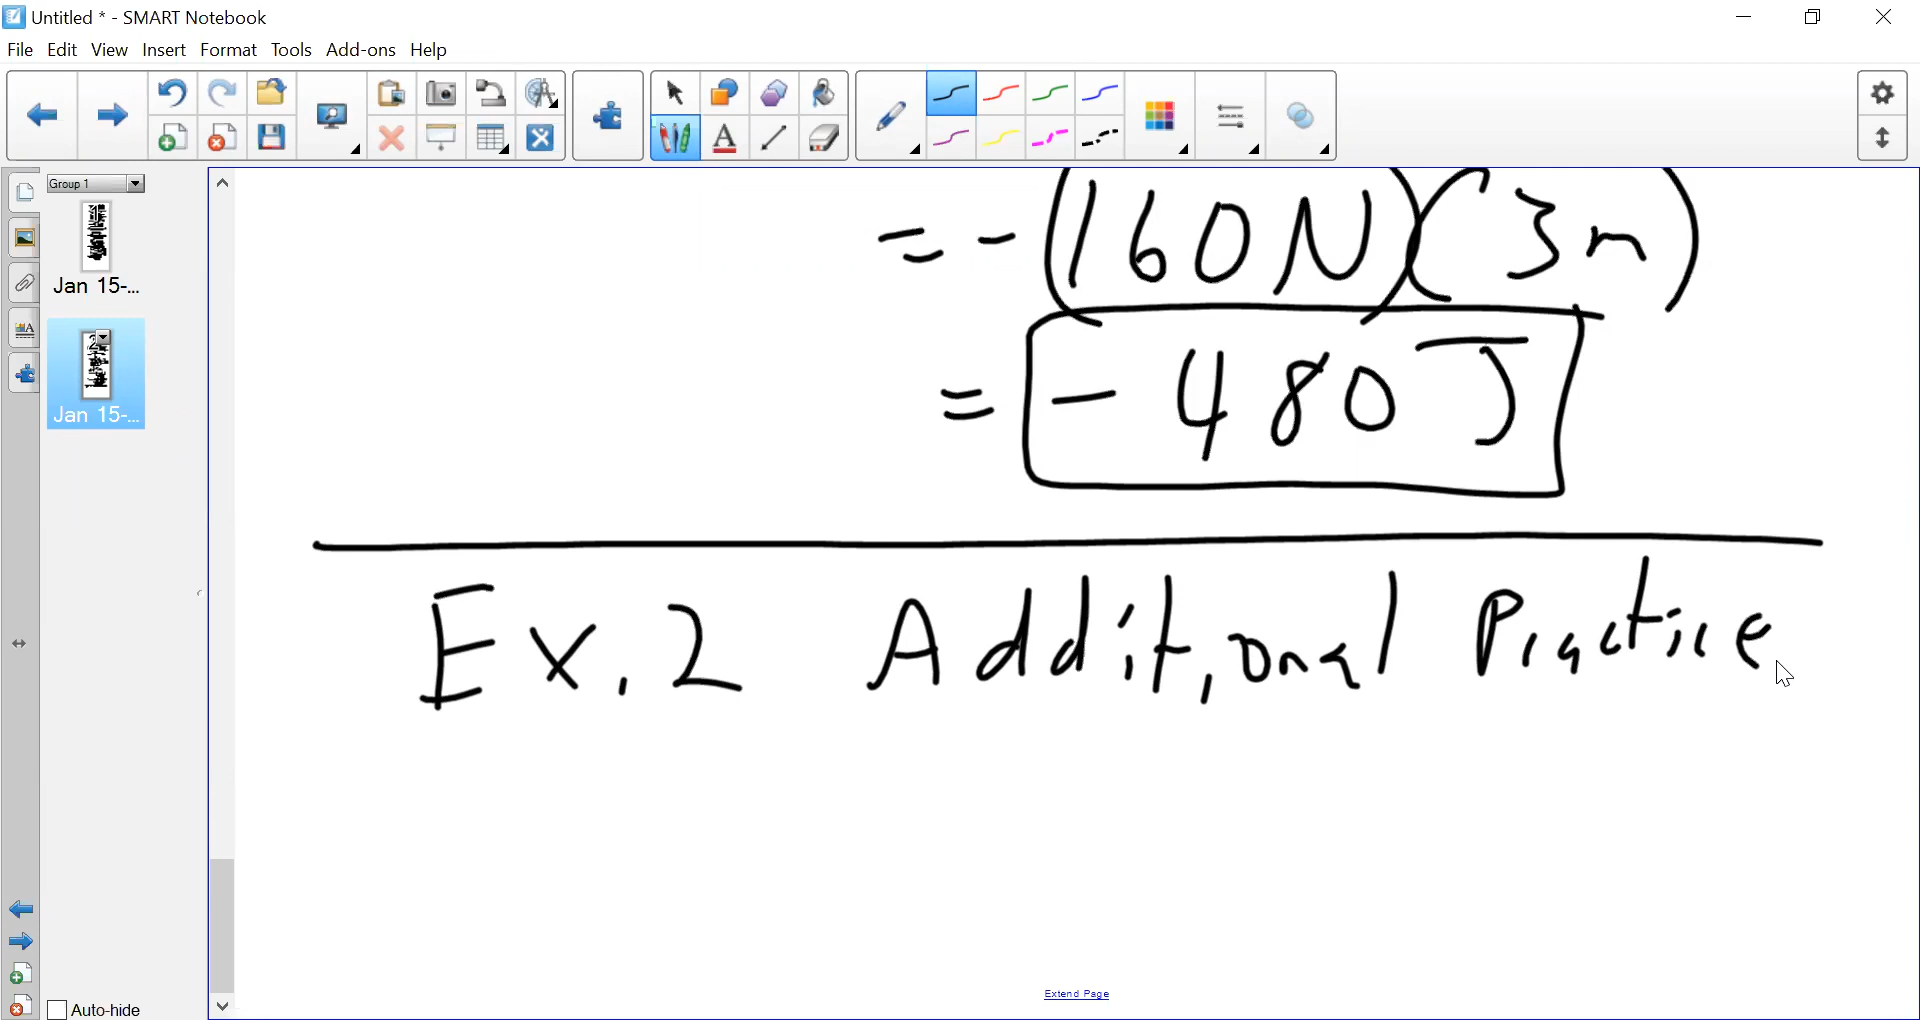 Untitled * - SMART Notebook
File Edit View Insert Format Tools Add-ons Help
Group 1
Jan 15-...
Jan 15-...
= -(160N)(3m)
= -480J
Ex. 2 Additional Practice
Extend Page
Auto-hide